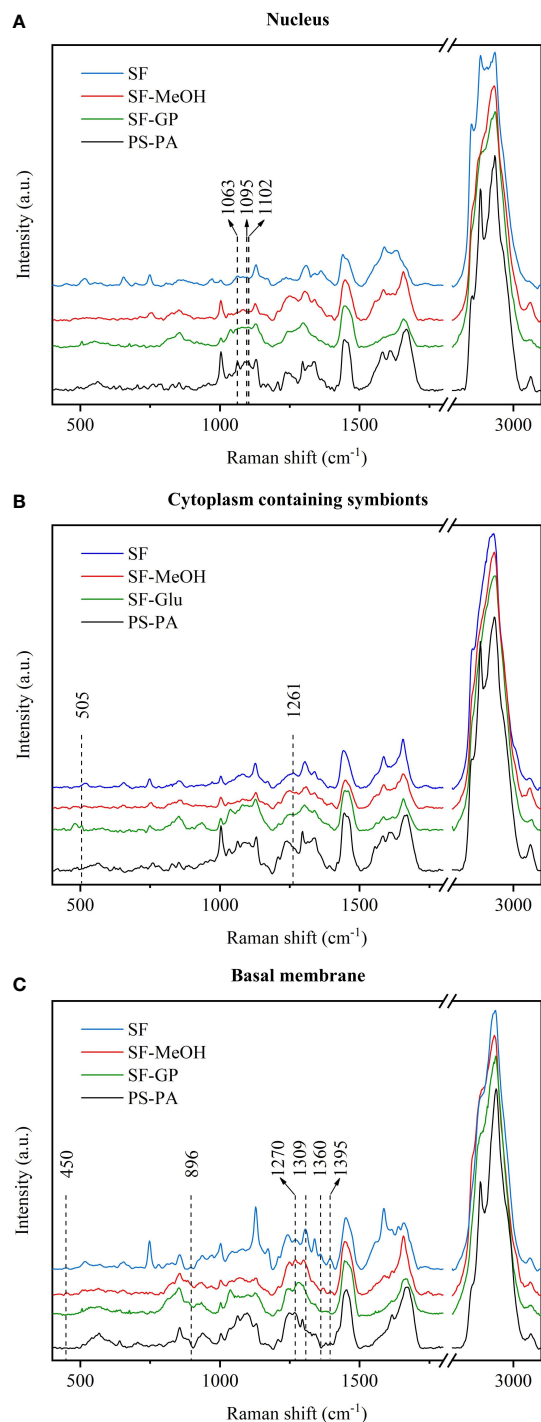 A
Nucleus
SF
SF-MeOH
SF-GP
PS-PA
1063
1095
1102
Intensity (a.u.)
500
1000
1500
3000
Raman shift (cm-1)
B
Cytoplasm containing symbionts
SF
SF-MeOH
SF-Glu
PS-PA
505
1261
Intensity (a.u.)
500
1000
1500
3000
Raman shift (cm-1)
C
Basal membrane
SF
SF-MeOH
SF-GP
PS-PA
450
896
1270
1309
1360
1395
Intensity (a.u.)
500
1000
1500
3000
Raman shift (cm-1)